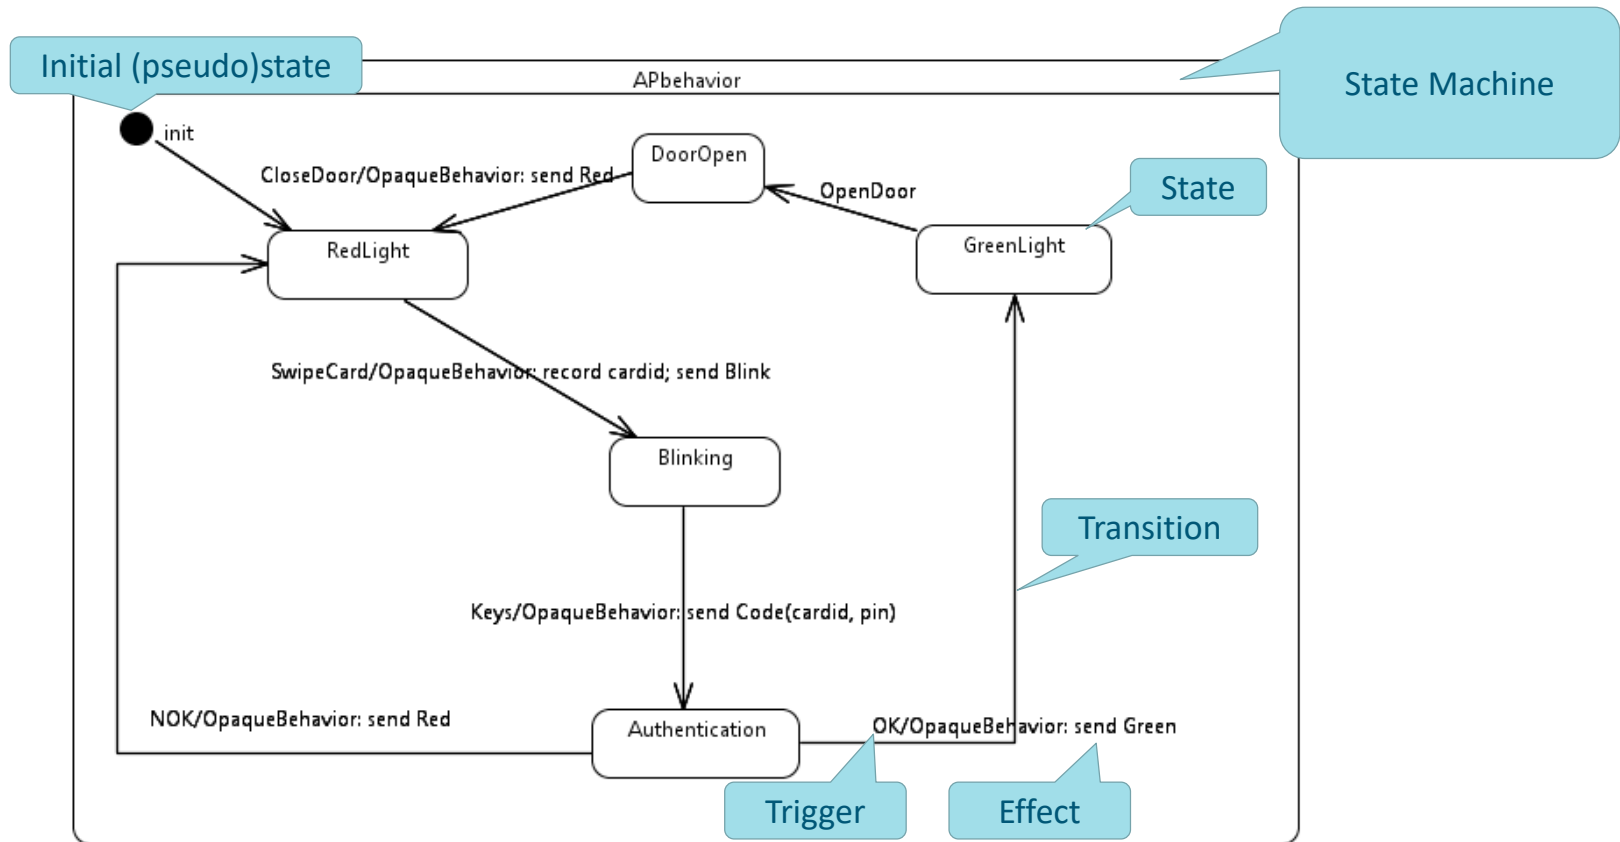 Initial (pseudo)state
State Machine
APbehavior
init
DoorOpen
CloseDoor/OpaqueBehavior: send Red
OpenDoor
State
RedLight
GreenLight
SwipeCard/OpaqueBehavior: record cardid; send Blink
Blinking
Transition
Keys/OpaqueBehavior: send Code(cardid, pin)
NOK/OpaqueBehavior: send Red
Authentication
OK/OpaqueBehavior: send Green
Trigger
Effect